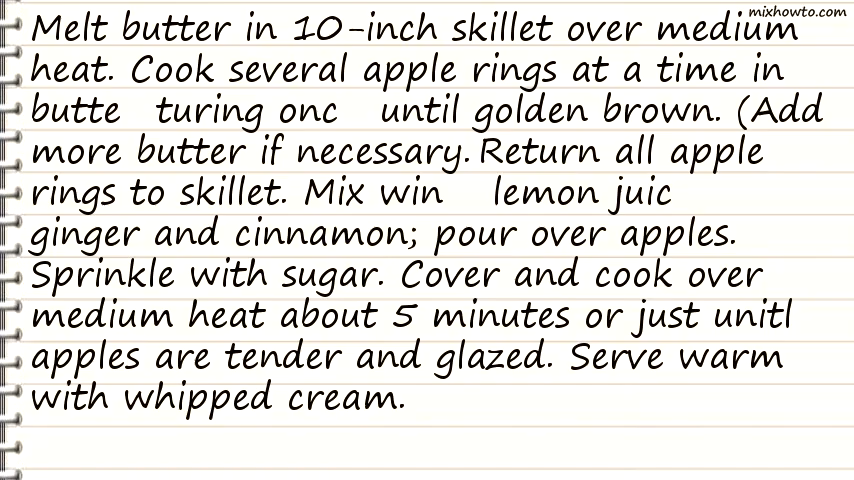 mixhowto.com
Melt butter in 10-inch skillet over medium
heat. Cook several apple rings at a time in
butte turing onc until golden brown. (Add
more butter if necessary. Return all apple
rings to skillet. Mix win lemon juic
ginger and cinnamon; pour over apples.
Sprinkle with sugar. Cover and cook over
medium heat about 5 minutes or just unitl
apples are tender and glazed. Serve warm
with whipped cream.